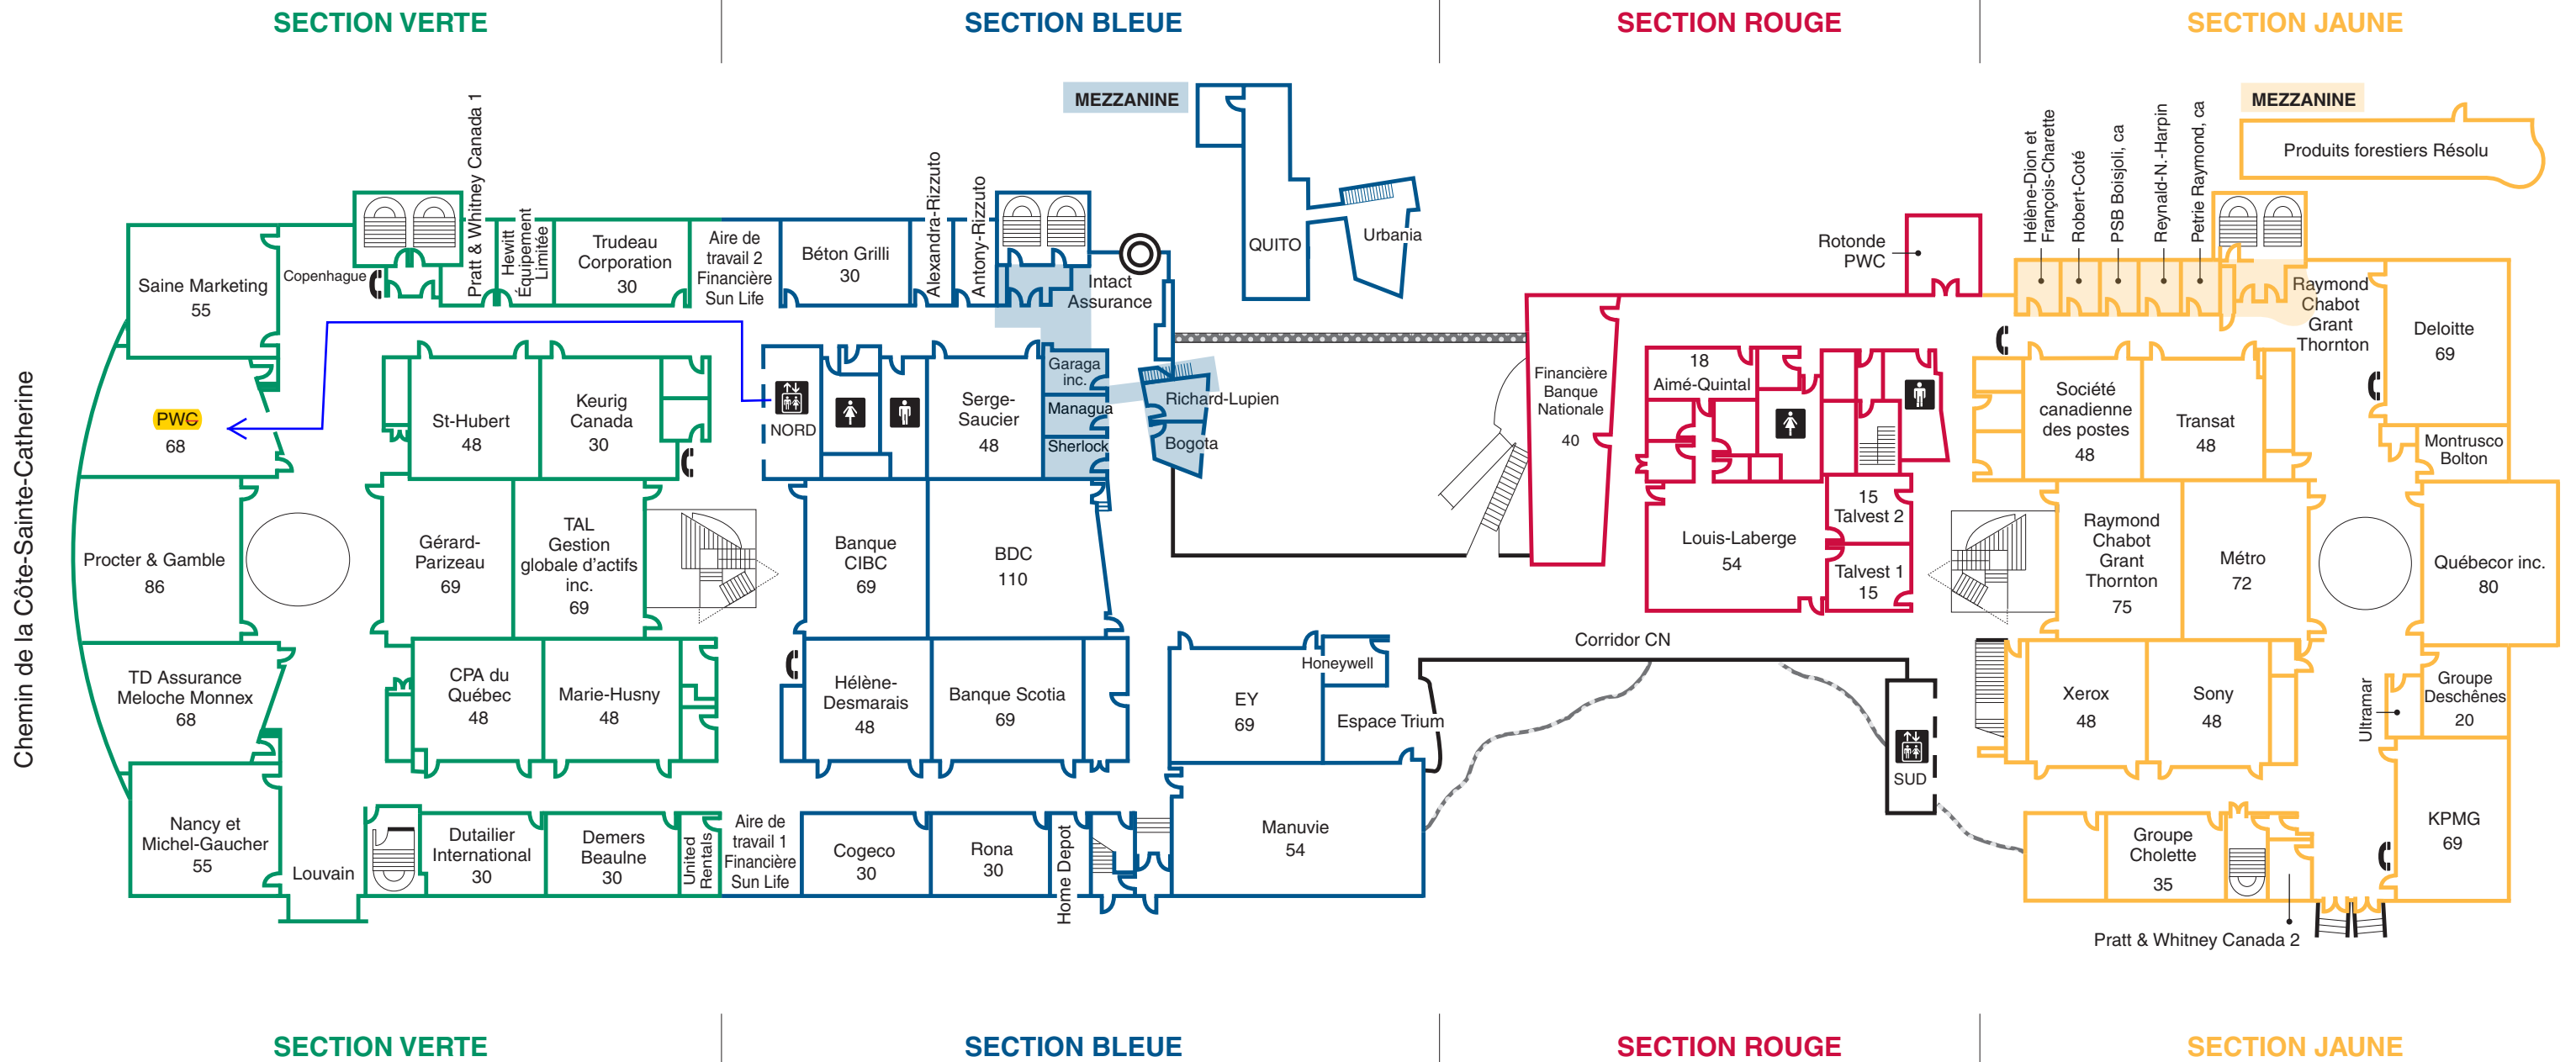 SECTION VERTE
SECTION BLEUE
SECTION ROUGE
SECTION JAUNE
Chemin de la Côte-Sainte-Catherine
Saine Marketing
55
Copenhague
Pratt & Whitney Canada 1
Hewitt
Équipement
Limitée
Trudeau
Corporation
30
Aire de
travail 2
Financière
Sun Life
PWC
68
St-Hubert
48
Keurig
Canada
30
Procter & Gamble
86
Gérard-
Parizeau
69
TAL
Gestion
globale d'actifs
inc.
69
TD Assurance
Meloche Monnex
68
CPA du
Québec
48
Marie-Husny
48
Nancy et
Michel-Gaucher
55
Louvain
Dutailier
International
30
Demers
Beaulne
30
United
Rentals
Aire de
travail 1
Financière
Sun Life
MEZZANINE
Béton Grilli
30
Alexandra-Rizzuto
Antony-Rizzuto
Intact
Assurance
QUITO
Urbania
NORD
Serge-
Saucier
48
Garaga
inc.
Managua
Sherlock
Richard-Lupien
Bogota
Banque
CIBC
69
BDC
110
Hélène-
Desmarais
48
Banque Scotia
69
EY
69
Honeywell
Espace Trium
Cogeco
30
Rona
30
Home Depot
Manuvie
54
Rotonde
PWC
Financière
Banque
Nationale
40
18
Aimé-Quintal
Louis-Laberge
54
15
Talvest 2
Talvest 1
15
Corridor CN
SUD
MEZZANINE
Produits forestiers Résolu
Hélène-Dion et
François-Charette
Robert-Coté
PSB Boisjoli, ca
Reynald-N.-Harpin
Petrie Raymond, ca
Raymond
Chabot
Grant
Thornton
Deloitte
69
Société
canadienne
des postes
48
Transat
48
Montrusco
Bolton
Raymond
Chabot
Grant
Thornton
75
Métro
72
Québecor inc.
80
Xerox
48
Sony
48
Ultramar
Groupe
Deschênes
20
Groupe
Cholette
35
KPMG
69
Pratt & Whitney Canada 2
SECTION VERTE
SECTION BLEUE
SECTION ROUGE
SECTION JAUNE